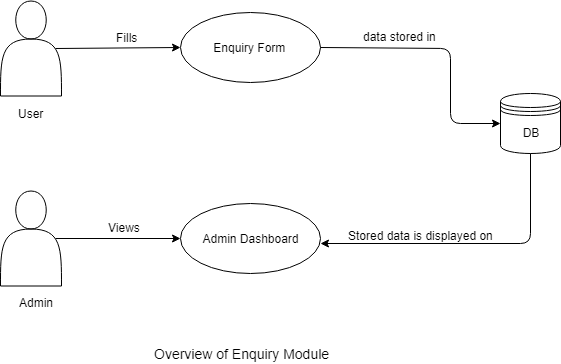 Fills
Enquiry Form
data stored in
User
DB
Views
Admin Dashboard
Stored data is displayed on
Admin
Overview of Enquiry Module